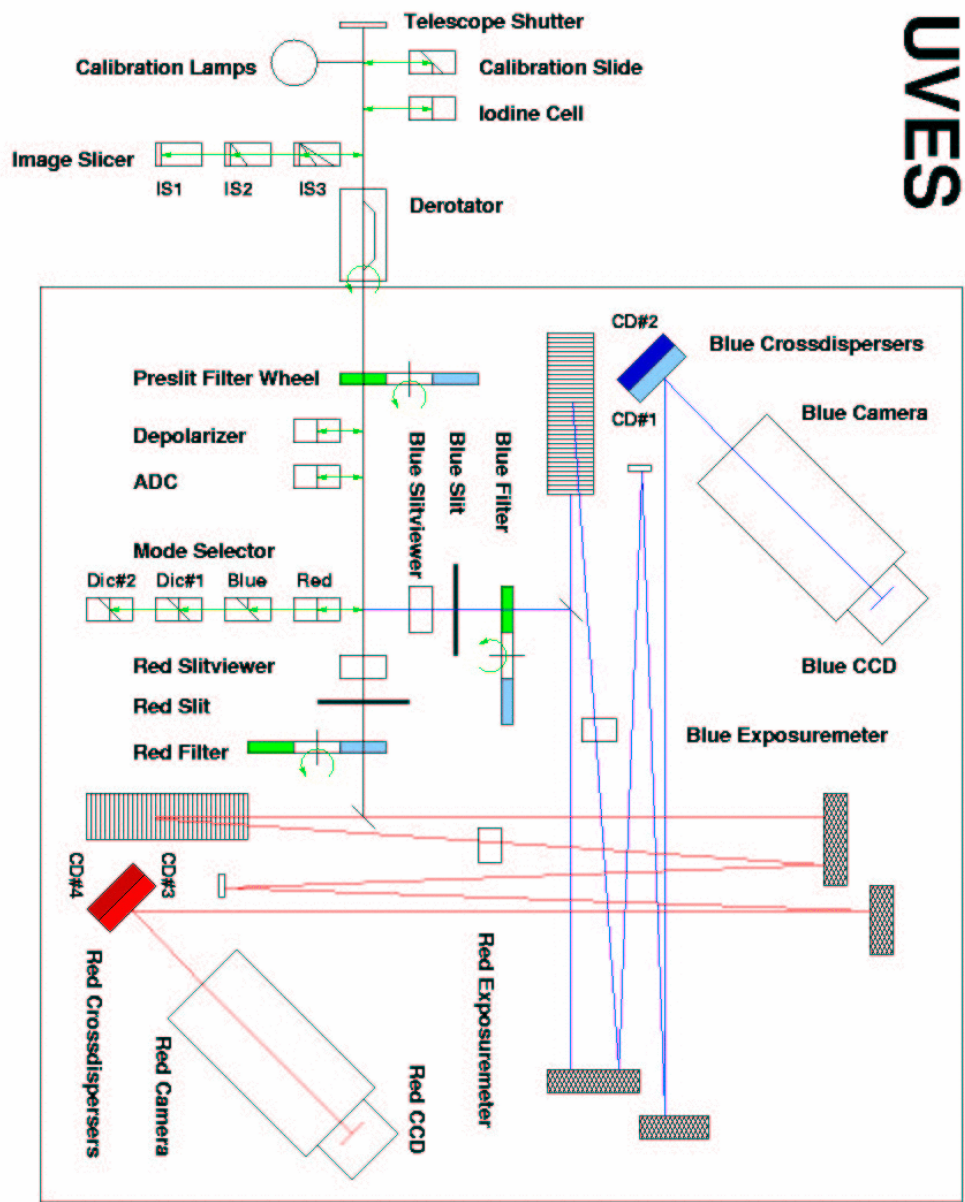 UVES
Telescope Shutter
Calibration Lamps
Calibration Slide
Iodine Cell
Image Slicer
IS1
IS2
IS3
Derotator
CD#2
Blue Crossdispersers
Preslit Filter Wheel
CD#1
Blue Camera
Depolarizer
ADC
Blue Slitviewer
Blue Slit
Blue Filter
Mode Selector
Dic#2
Dic#1
Blue
Red
Red Slitviewer
Blue CCD
Red Slit
Blue Exposuremeter
Red Filter
CD#4
CD#3
Red Crossdispersers
Red Camera
Red CCD
Red Exposuremeter